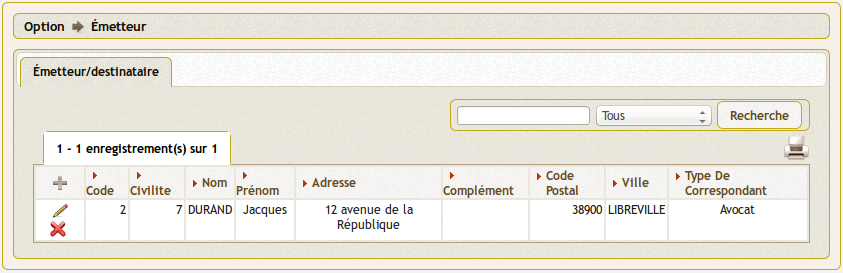 Option Émetteur
Émetteur/destinataire
Tous Recherche
1 - 1 enregistrement(s) sur 1
Code Civilite Nom Prénom Adresse Complément Code Postal Ville Type De Correspondant
2 7 DURAND Jacques 12 avenue de la République 38900 LIBREVILLE Avocat